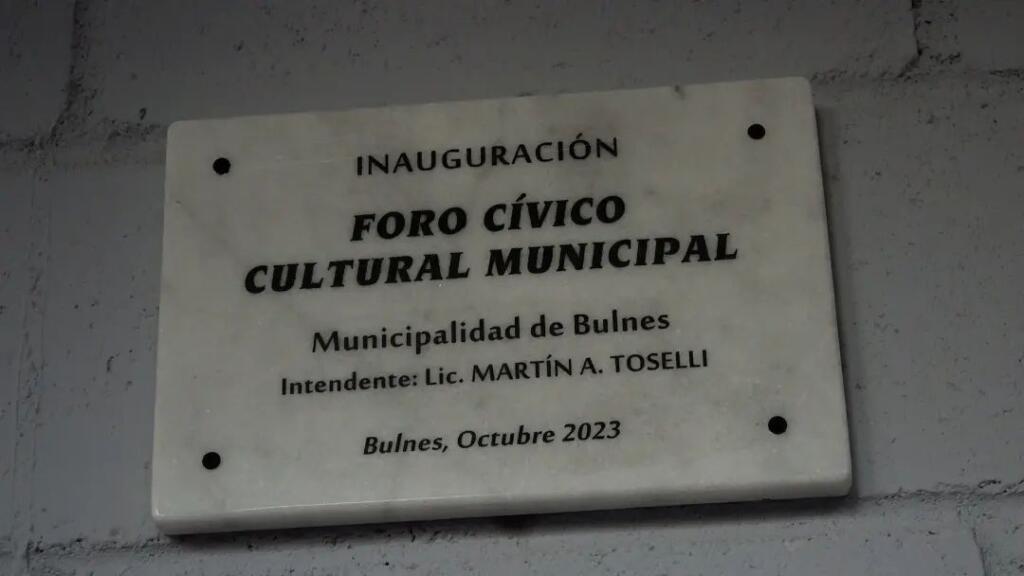 INAUGURACIÓN
FORO CÍVICO
CULTURAL MUNICIPAL
Municipalidad de Bulnes
Intendente: Lic. MARTÍN A. TOSELLI
Bulnes, Octubre 2023